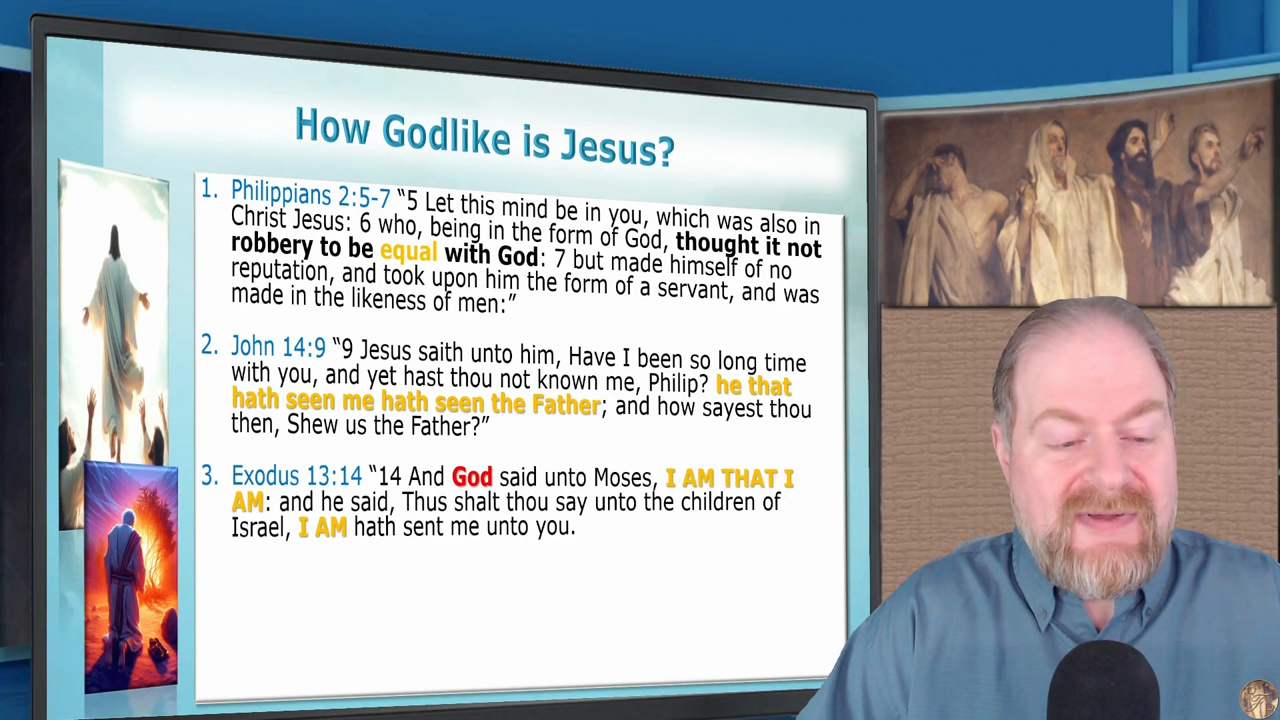 How Godlike is Jesus?
1. Philippians 2:5-7 “5 Let this mind be in you, which was also in
Christ Jesus: 6 who, being in the form of God, thought it not
robbery to be equal with God: 7 but made himself of no
reputation, and took upon him the form of a servant, and was
made in the likeness of men:”
2. John 14:9 “9 Jesus saith unto him, Have I been so long time
with you, and yet hast thou not known me, Philip? he that
hath seen me hath seen the Father; and how sayest thou
then, Shew us the Father?”
3. Exodus 13:14 “14 And God said unto Moses, I AM THAT I
AM: and he said, Thus shalt thou say unto the children of
Israel, I AM hath sent me unto you.